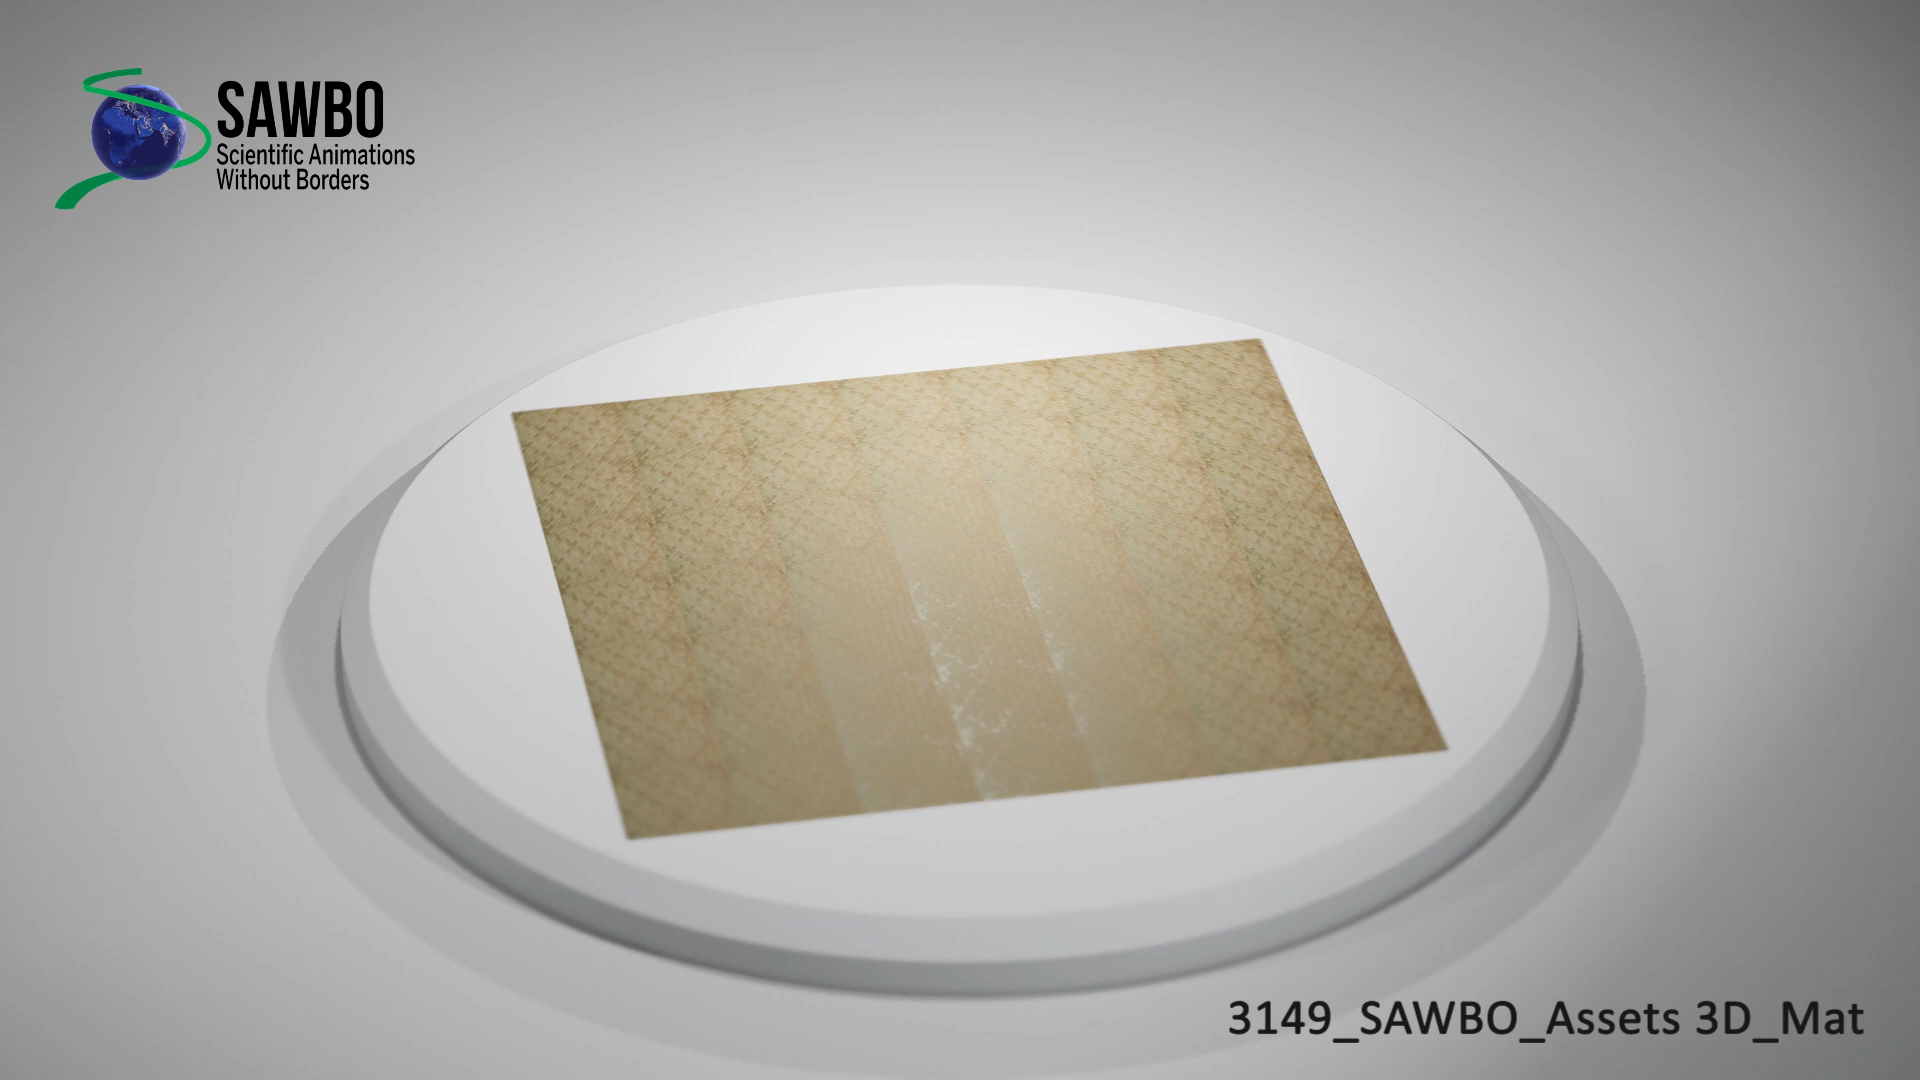 SAWBO
Scientific Animations
Without Borders
3149_SAWBO_Assets 3D_Mat